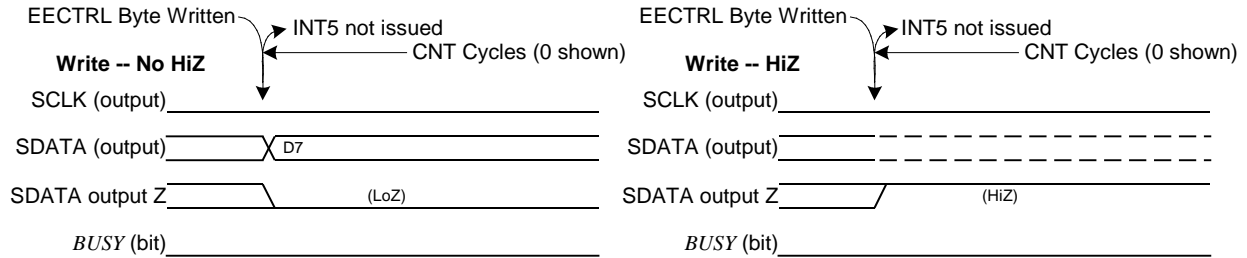 EECTRL Byte Written
INT5 not issued
CNT Cycles (0 shown)
Write -- No HiZ
SCLK (output)
SDATA (output)
D7
SDATA output Z
(LoZ)
BUSY (bit)
EECTRL Byte Written
INT5 not issued
CNT Cycles (0 shown)
Write -- HiZ
SCLK (output)
SDATA (output)
SDATA output Z
(HiZ)
BUSY (bit)